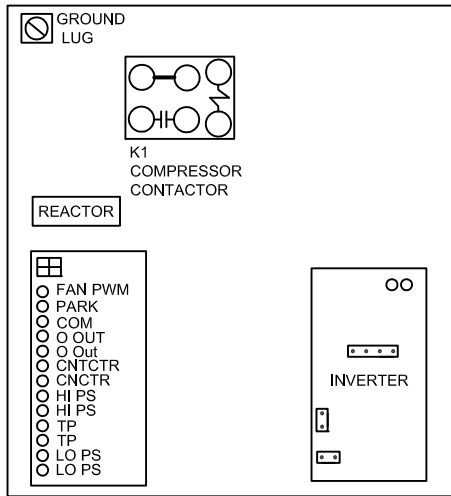 GROUND
LUG
K1
COMPRESSOR
CONTACTOR
REACTOR
FAN PWM
PARK
COM
O OUT
O Out
CNTCTR
CNCTR
HI PS
HI PS
TP
TP
LO PS
LO PS
INVERTER